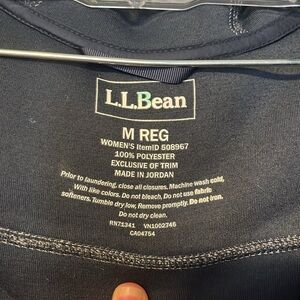 L.L.Bean
M REG
WOMEN'S ItemID 508967
100% POLYESTER
EXCLUSIVE OF TRIM
MADE IN JORDAN
Prior to laundering, close all closures. Machine wash cold,
With like colors. Do not bleach, Do not use fabric
softeners. Tumble dry low, Remove promptly. Do not iron.
Do not dry clean.
RN71341 VN1002746
CA04754